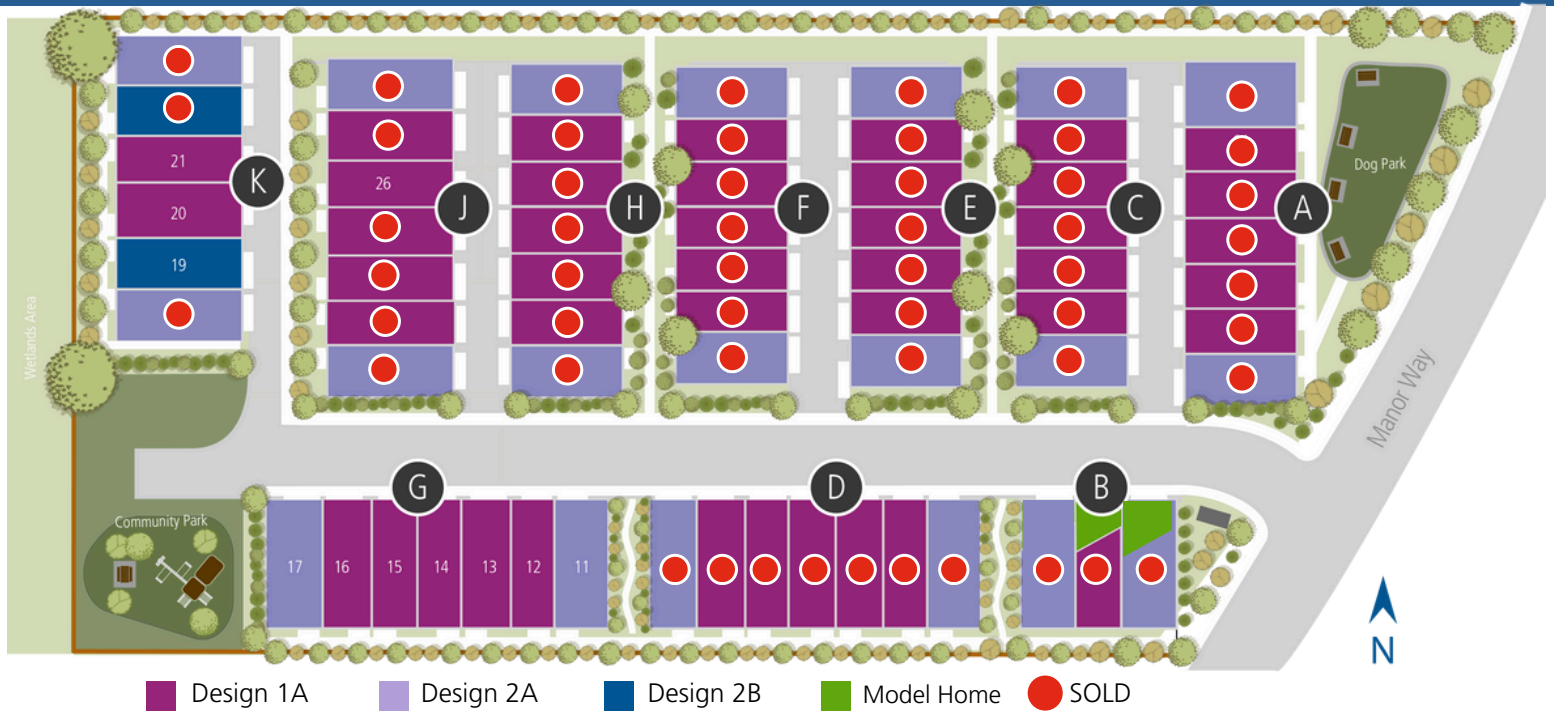 21
20
19
K
26
J
H
F
E
C
A
Dog Park
Wetlands Area
Manor Way
G
D
B
Community Park
17
16
15
14
13
12
11
N
Design 1A
Design 2A
Design 2B
Model Home
SOLD